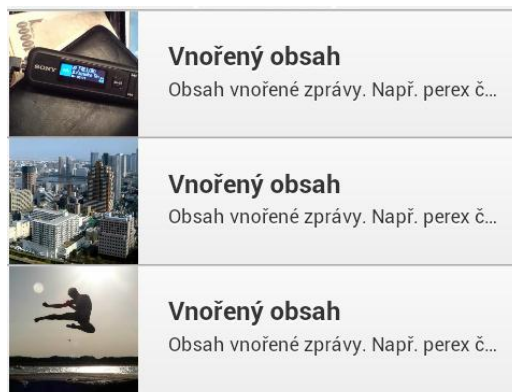 SONY
Vnořený obsah
Obsah vnořené zprávy. Např. perex č...
Vnořený obsah
Obsah vnořené zprávy. Např. perex č...
Vnořený obsah
Obsah vnořené zprávy. Např. perex č...